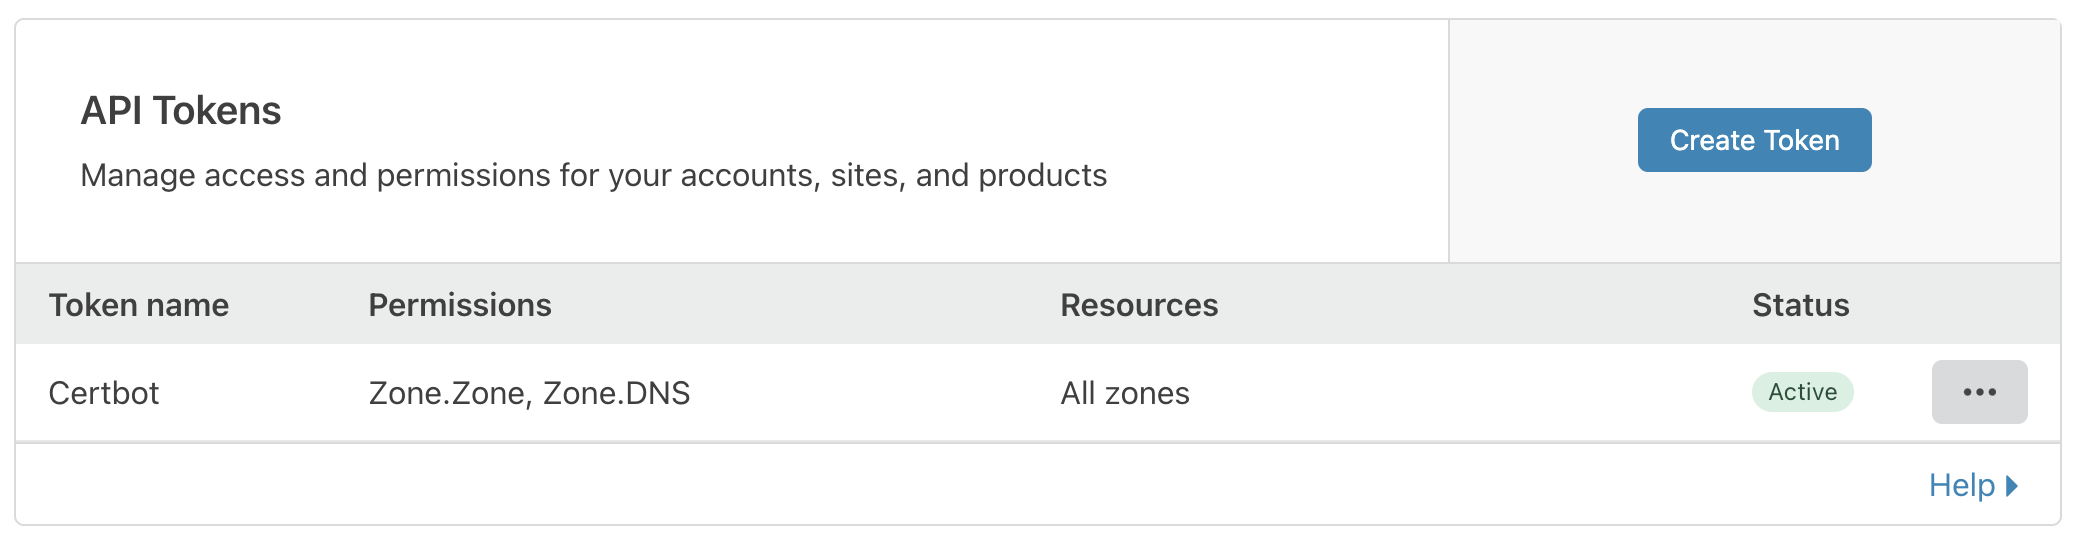 API Tokens
Manage access and permissions for your accounts, sites, and products
Create Token
Token name Permissions Resources Status
Certbot Zone.Zone, Zone.DNS All zones Active
Help